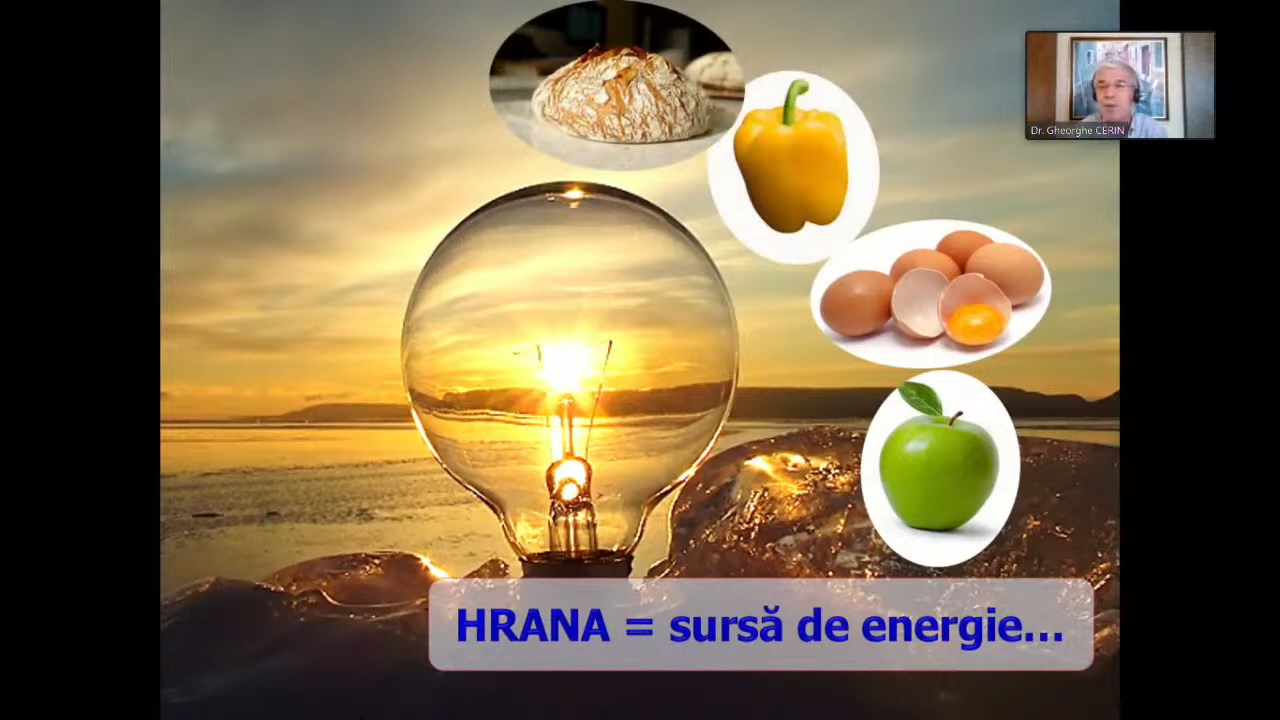 Dr. Gheorghe CERIN
HRANA = sursă de energie...